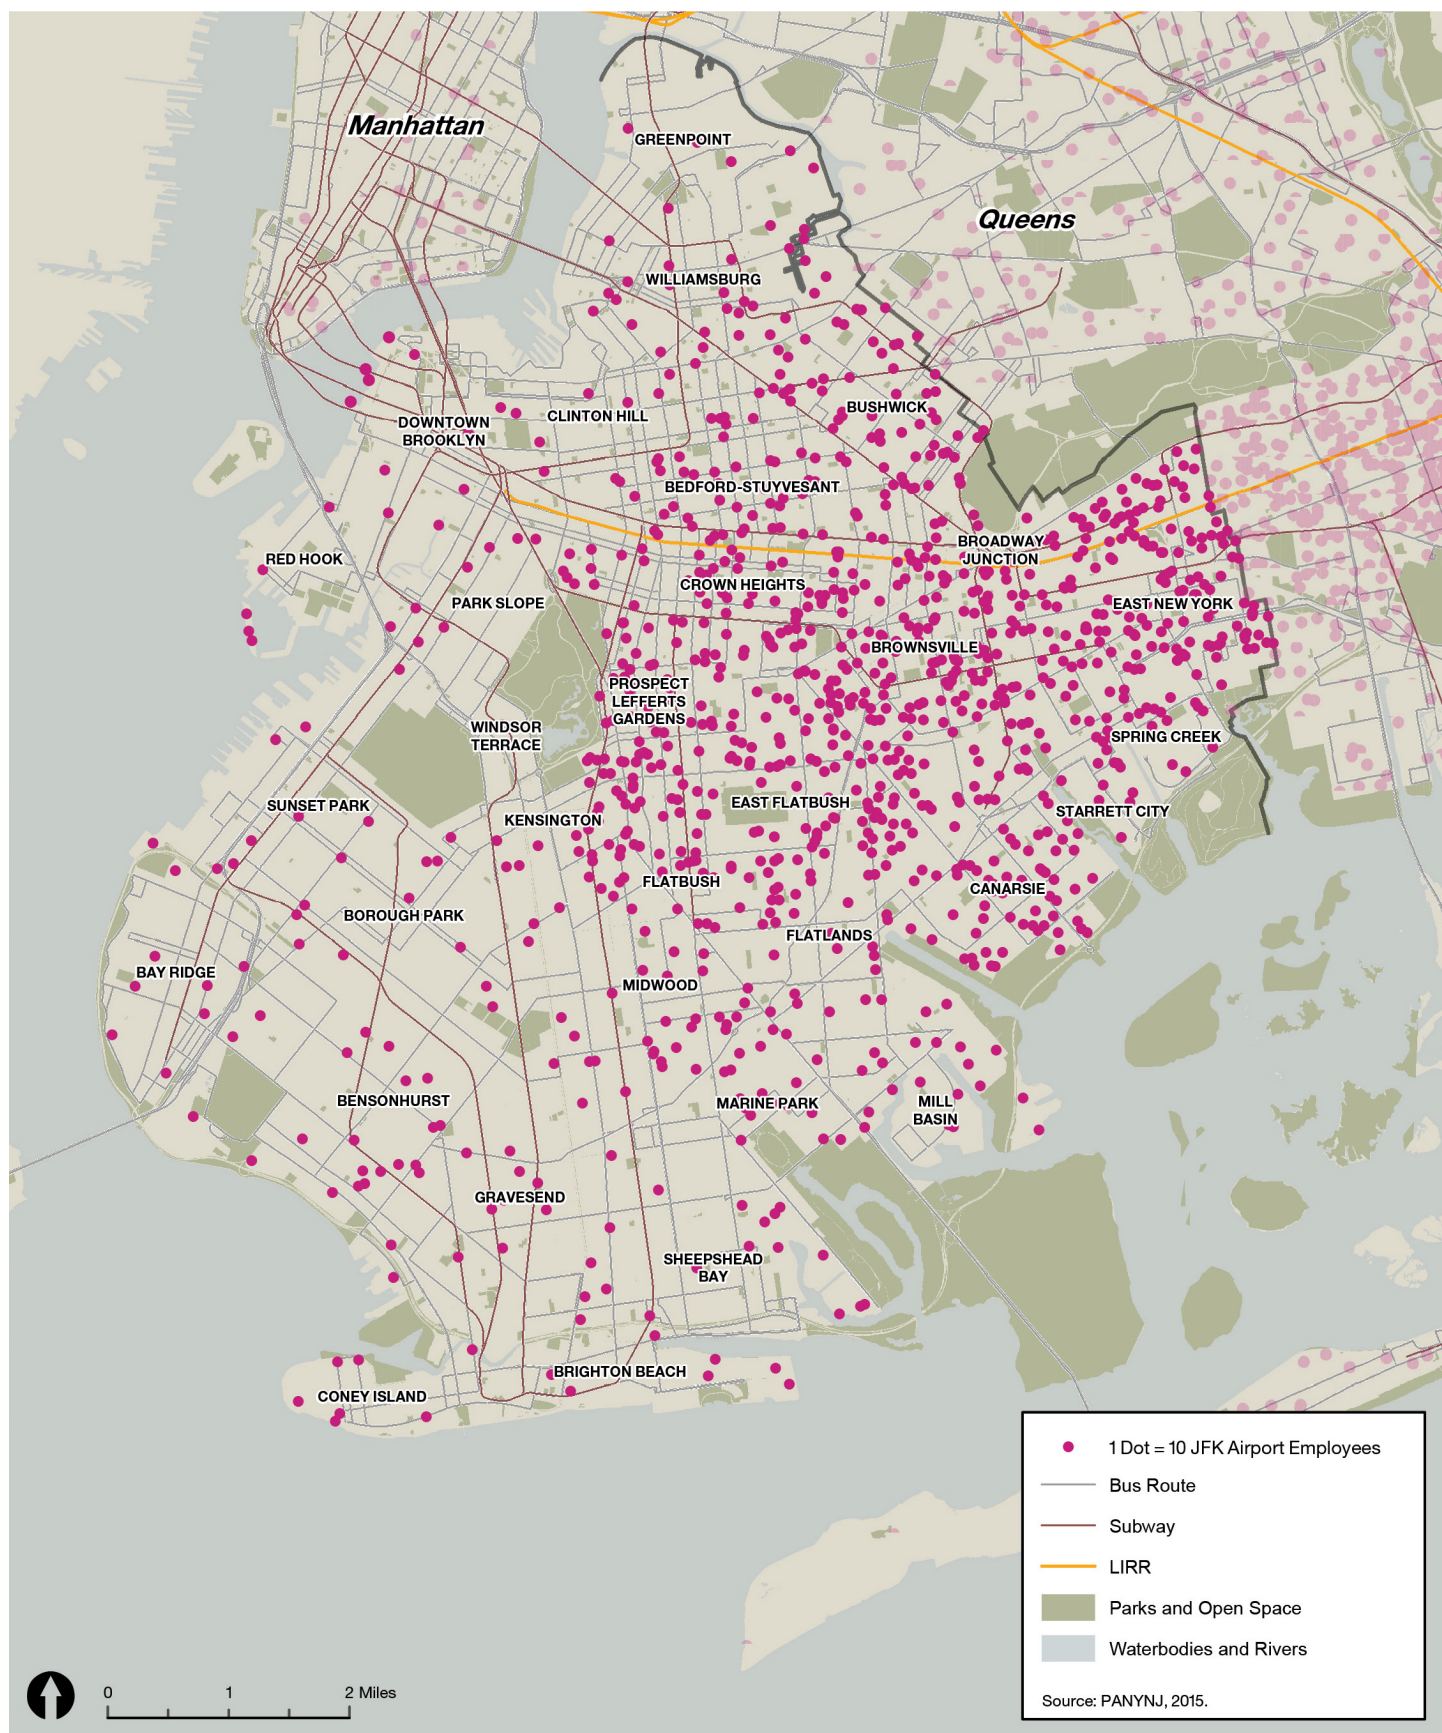 Manhattan
GREENPOINT
Queens
WILLIAMSBURG
BUSHWICK
CLINTON HILL
DOWNTOWN
BROOKLYN
BEDFORD-STUYVESANT
BROADWAY
JUNCTION
RED HOOK
CROWN HEIGHTS
PARK SLOPE
EAST NEW YORK
BROWNSVILLE
PROSPECT
LEFFERTS
GARDENS
WINDSOR
TERRACE
SPRING CREEK
SUNSET PARK
EAST FLATBUSH
STARRETT CITY
KENSINGTON
FLATBUSH
CANARSIE
BOROUGH PARK
FLATLANDS
BAY RIDGE
MIDWOOD
BENSONHURST
MARINE PARK
MILL
BASIN
GRAVESEND
SHEEPSHEAD
BAY
BRIGHTON BEACH
CONEY ISLAND
1 Dot = 10 JFK Airport Employees
Bus Route
Subway
LIRR
Parks and Open Space
Waterbodies and Rivers
Source: PANYNJ, 2015.
0 1 2 Miles